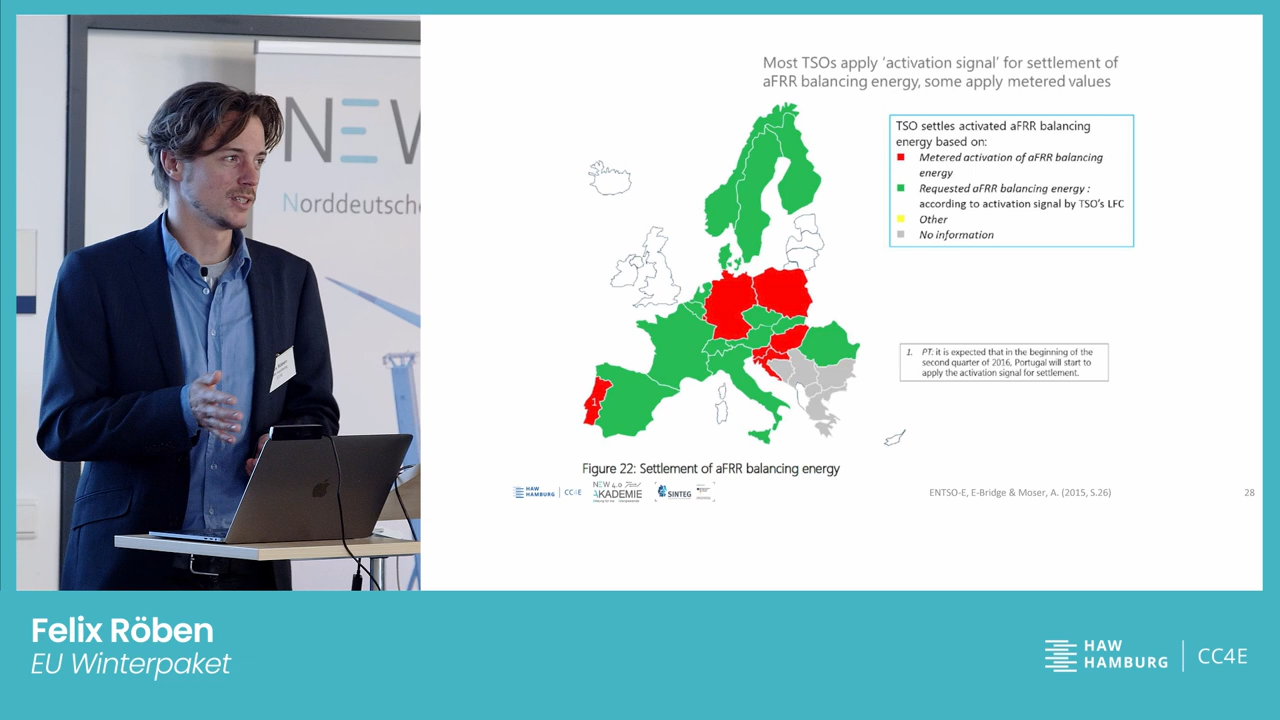 NEW
Norddeutsche
Most TSOs apply ‘activation signal’ for settlement of
aFRR balancing energy, some apply metered values
TSO settles activated aFRR balancing
energy based on:
Metered activation of aFRR balancing
energy
Requested aFRR balancing energy :
according to activation signal by TSO's LFC
Other
No information
1
1. PT: it is expected that in the beginning of the
second quarter of 2016, Portugal will start to
apply the activation signal for settlement.
Figure 22: Settlement of aFRR balancing energy
HAW
HAMBURG
CC4E
NEW 4.0
AKADEMIE
SINTEG
ENTSO-E, E-Bridge & Moser, A. (2015, S.26)
28
Felix Röben
EU Winterpaket
HAW
HAMBURG
CC4E